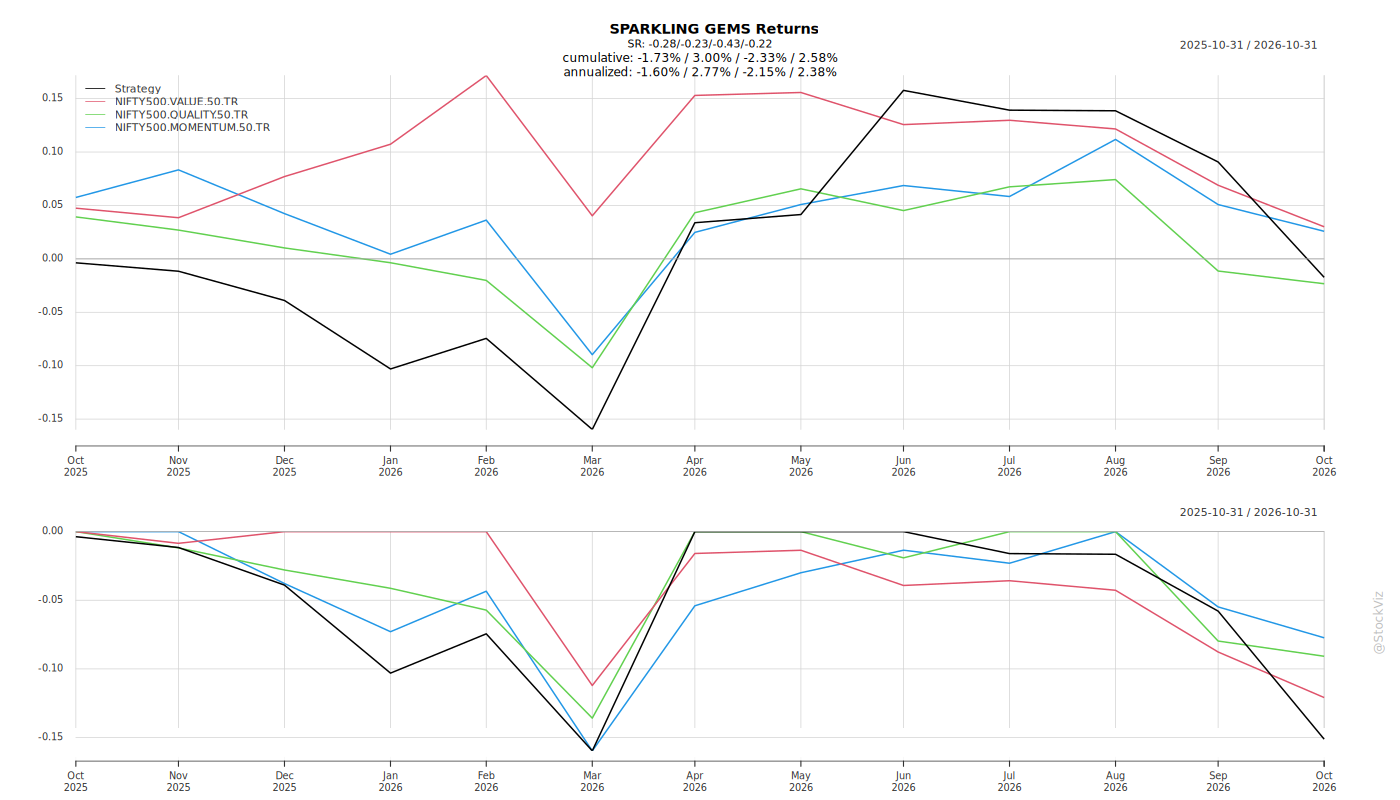 SPARKLING GEMS Returns
SR: -0.28/-0.23/-0.43/-0.22
cumulative: -1.73% / 3.00% / -2.33% / 2.58%
annualized: -1.60% / 2.77% / -2.15% / 2.38%
2025-10-31 / 2026-10-31
Strategy
NIFTY500.VALUE.50.TR
NIFTY500.QUALITY.50.TR
NIFTY500.MOMENTUM.50.TR
0.15
0.10
0.05
0.00
-0.05
-0.10
-0.15
Oct Nov Dec Jan Feb Mar Apr May Jun Jul Aug Sep Oct
2025 2025 2025 2026 2026 2026 2026 2026 2026 2026 2026 2026 2026
2025-10-31 / 2026-10-31
0.00
-0.05
-0.10
-0.15
Oct Nov Dec Jan Feb Mar Apr May Jun Jul Aug Sep Oct
2025 2025 2025 2026 2026 2026 2026 2026 2026 2026 2026 2026 2026
@StockViz